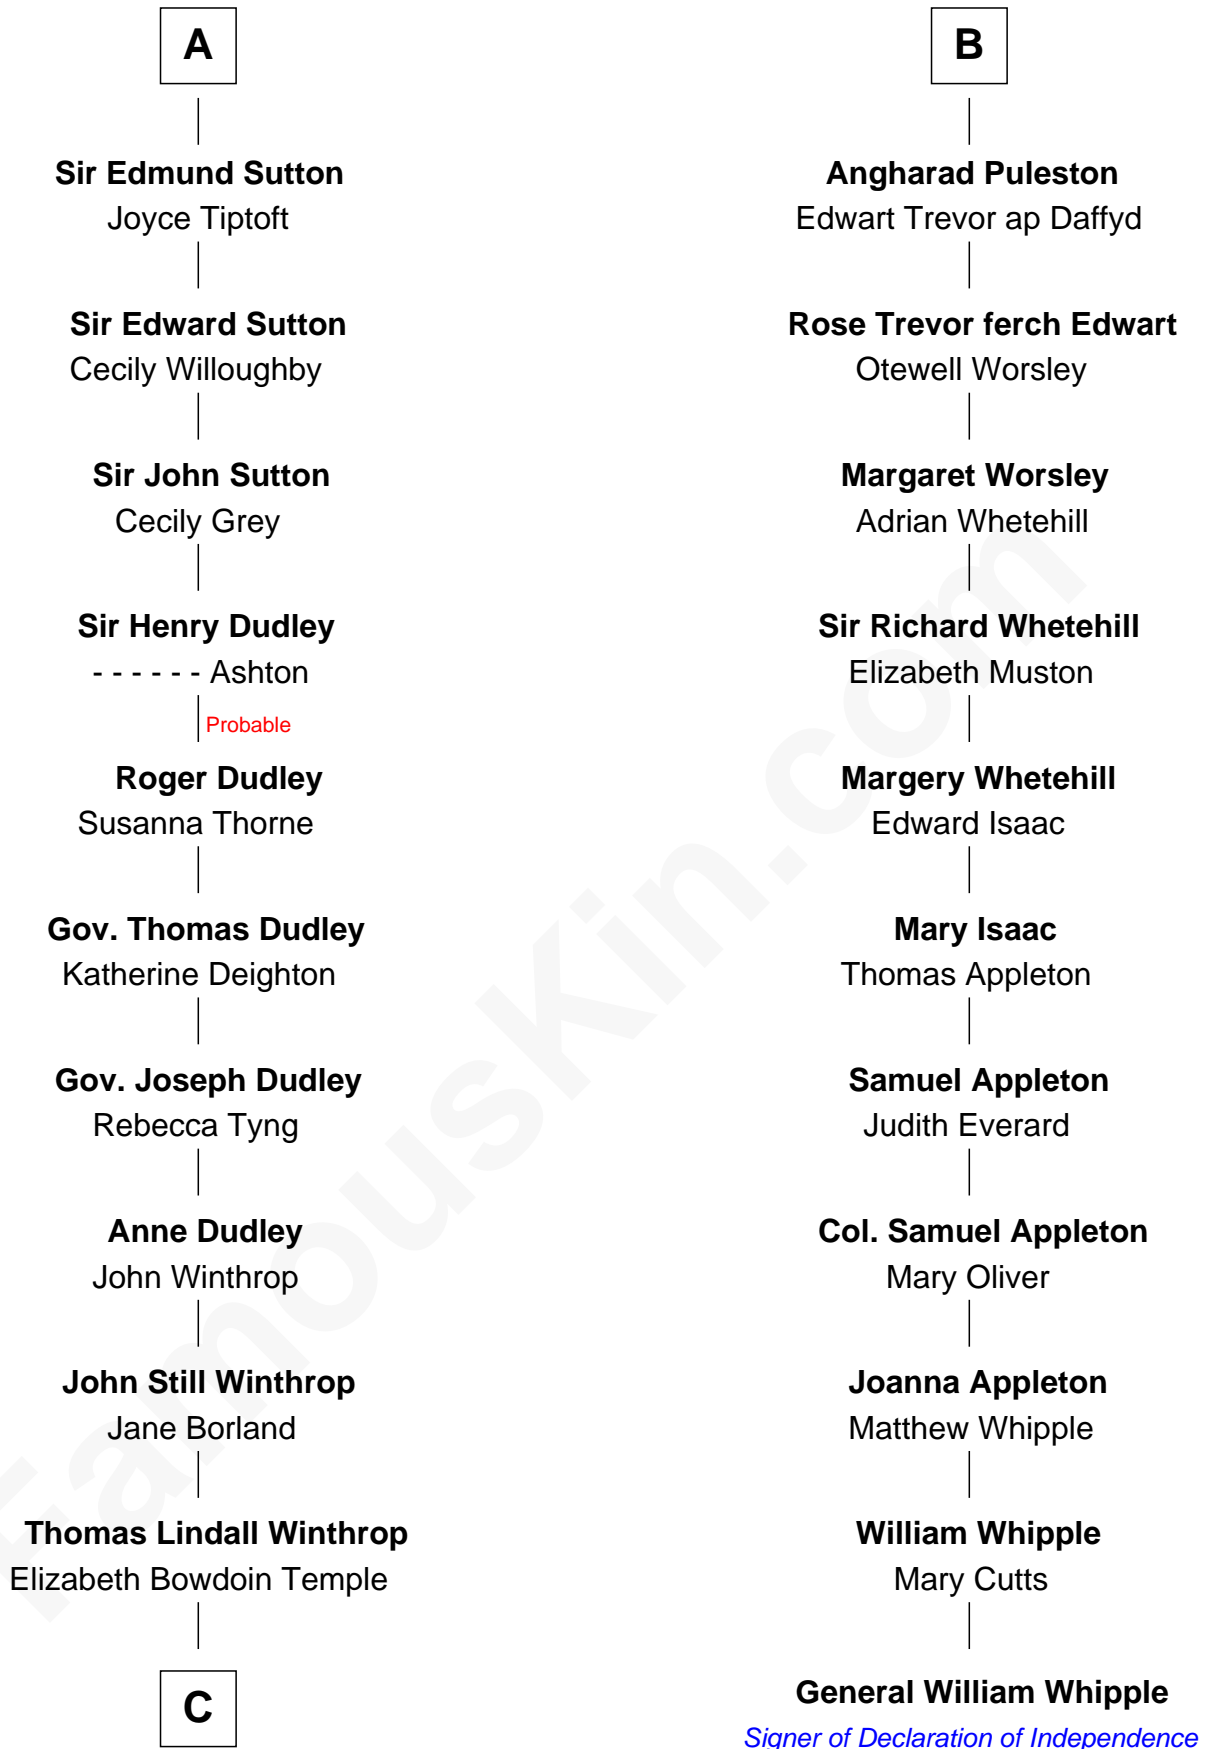 A
Sir Edmund Sutton
Joyce Tiptoft
Sir Edward Sutton
Cecily Willoughby
Sir John Sutton
Cecily Grey
Sir Henry Dudley
- - - - - - Ashton
Probable
Roger Dudley
Susanna Thorne
Gov. Thomas Dudley
Katherine Deighton
Gov. Joseph Dudley
Rebecca Tyng
Anne Dudley
John Winthrop
John Still Winthrop
Jane Borland
Thomas Lindall Winthrop
Elizabeth Bowdoin Temple
C
B
Angharad Puleston
Edwart Trevor ap Daffyd
Rose Trevor ferch Edwart
Otewell Worsley
Margaret Worsley
Adrian Whetehill
Sir Richard Whetehill
Elizabeth Muston
Margery Whetehill
Edward Isaac
Mary Isaac
Thomas Appleton
Samuel Appleton
Judith Everard
Col. Samuel Appleton
Mary Oliver
Joanna Appleton
Matthew Whipple
William Whipple
Mary Cutts
General William Whipple
Signer of Declaration of Independence
FamousKin.com